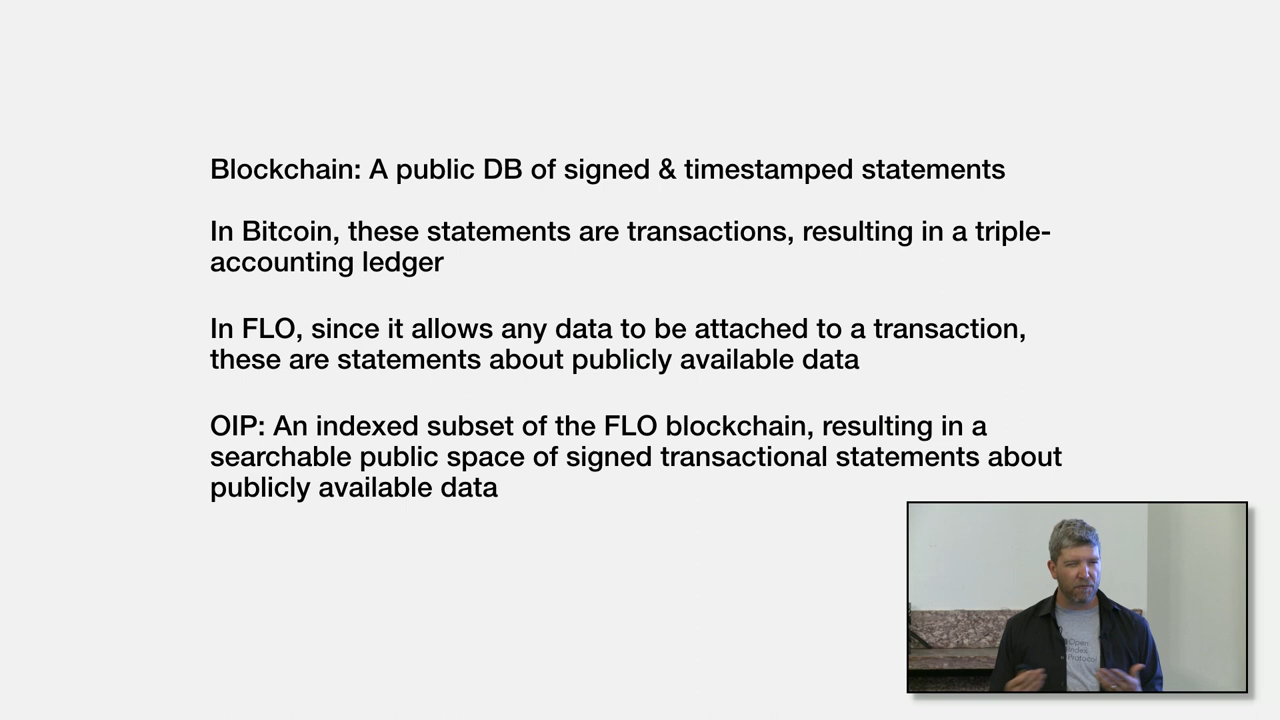 Blockchain: A public DB of signed & timestamped statements
In Bitcoin, these statements are transactions, resulting in a triple-
accounting ledger
In FLO, since it allows any data to be attached to a transaction,
these are statements about publicly available data
OIP: An indexed subset of the FLO blockchain, resulting in a
searchable public space of signed transactional statements about
publicly available data
Open
Index
Protocol